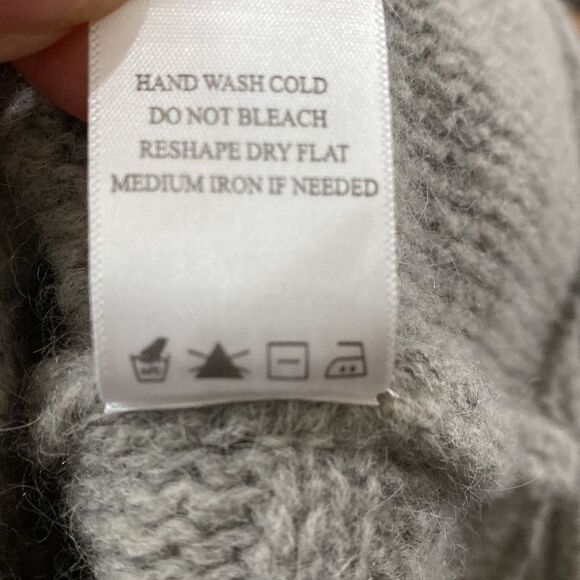 HAND WASH COLD
DO NOT BLEACH
RESHAPE DRY FLAT
MEDIUM IRON IF NEEDED